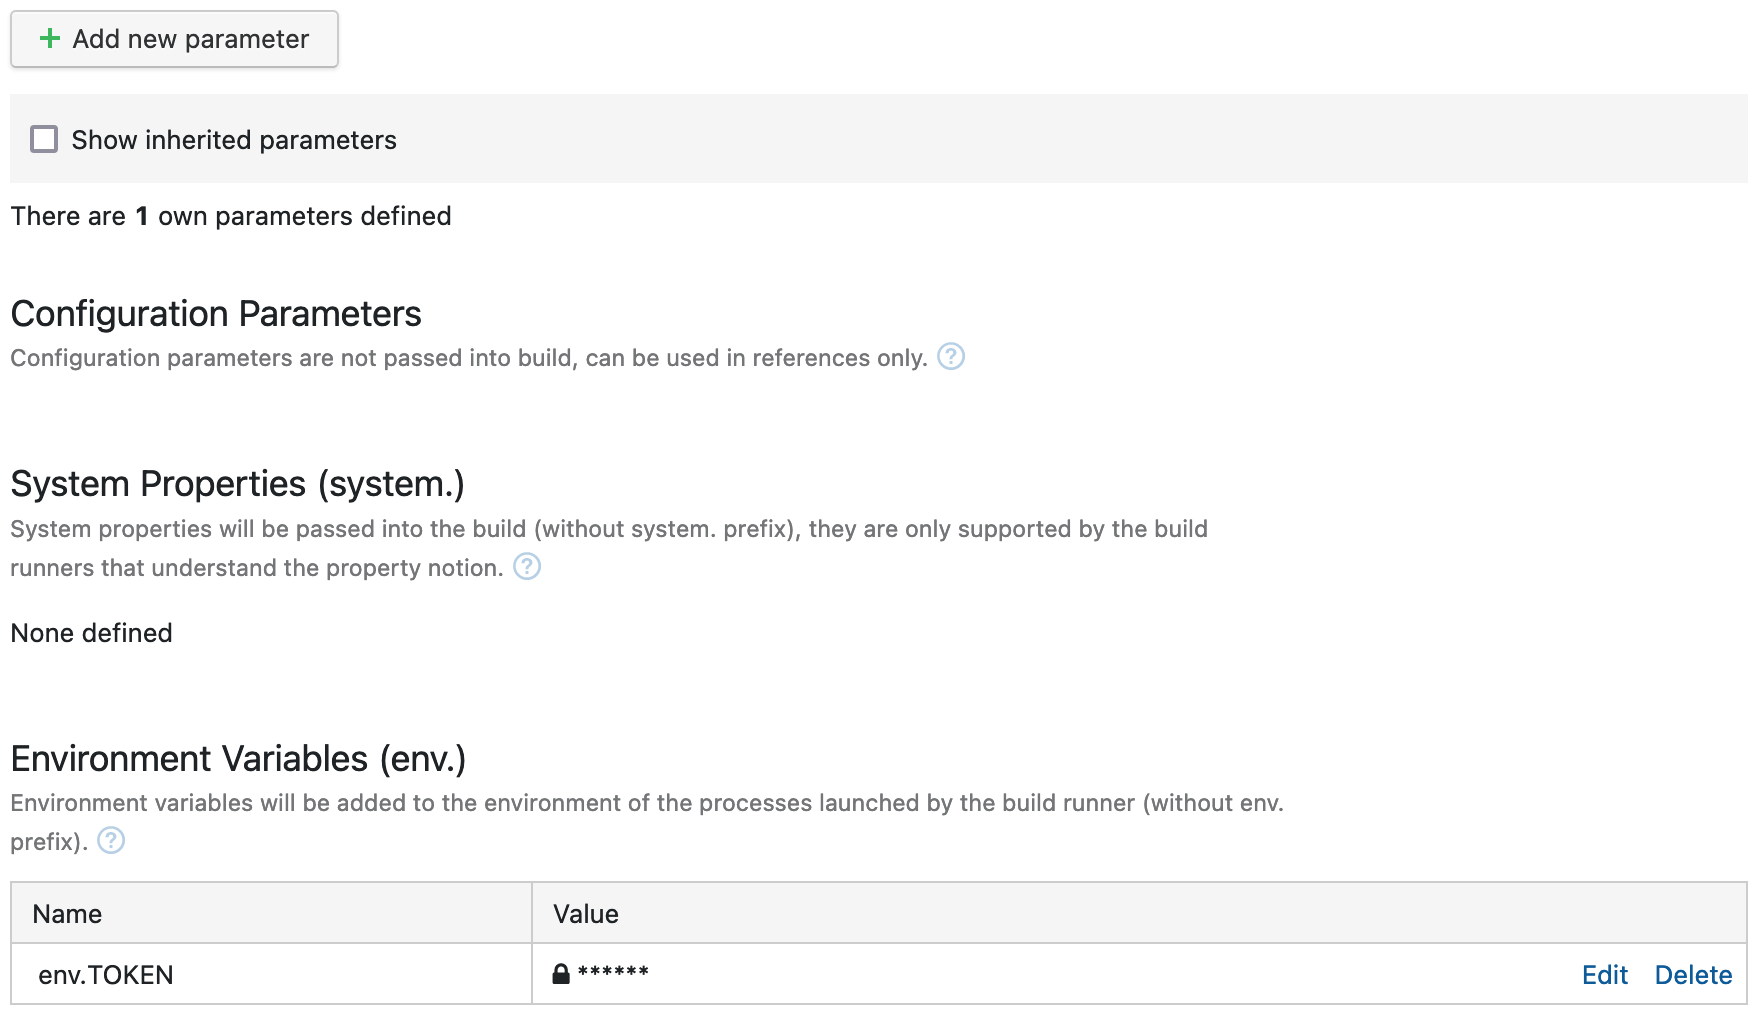 + Add new parameter
Show inherited parameters
There are 1 own parameters defined
Configuration Parameters
Configuration parameters are not passed into build, can be used in references only. ?
System Properties (system.)
System properties will be passed into the build (without system. prefix), they are only supported by the build
runners that understand the property notion. ?
None defined
Environment Variables (env.)
Environment variables will be added to the environment of the processes launched by the build runner (without env.
prefix). ?
Name Value
env.TOKEN ****** Edit Delete